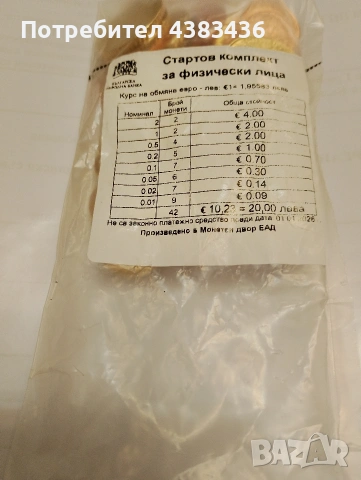 Потребител 4383436
БЪЛГАРСКА
НАРОДНА БАНКА
Стартов комплект
за физически лица
Курс на обмяна евро - лев: €1= 1,95583 лева
Номинал Брой монети Обща стойност
2 2 € 4.00
1 2 € 2.00
0.5 4 € 2.00
0.2 5 € 1.00
0.1 7 € 0.70
0.05 6 € 0.30
0.02 7 € 0.14
0.01 9 € 0.09
42 € 10,23 = 20,00 лева
Не са законно платежно средство преди дата 01.01.2026
Произведено в Монетен двор ЕАД
BAZAR